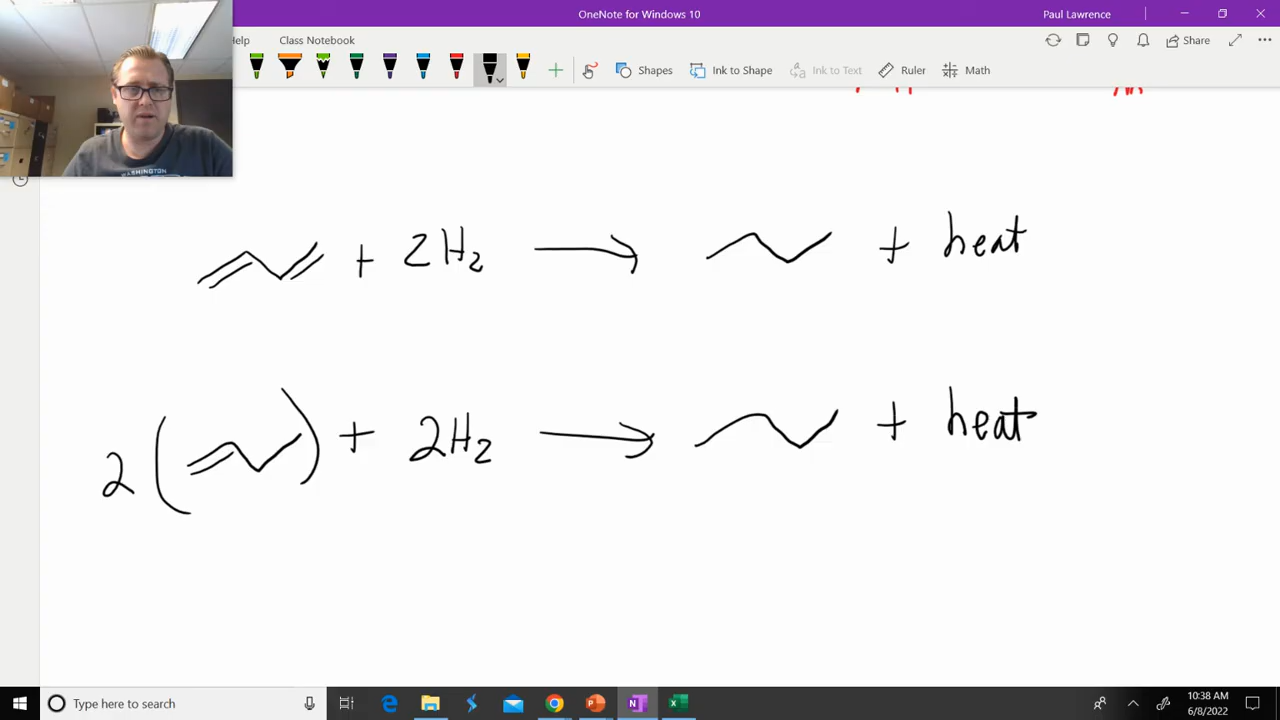 OneNote for Windows 10
Paul Lawrence
Help Class Notebook
Share
Shapes Ink to Shape Ink to Text Ruler Math
WASHINGTON
+ 2H₂ → + heat
2 ( ) + 2H₂ → + heat
Type here to search
10:38 AM
6/8/2022